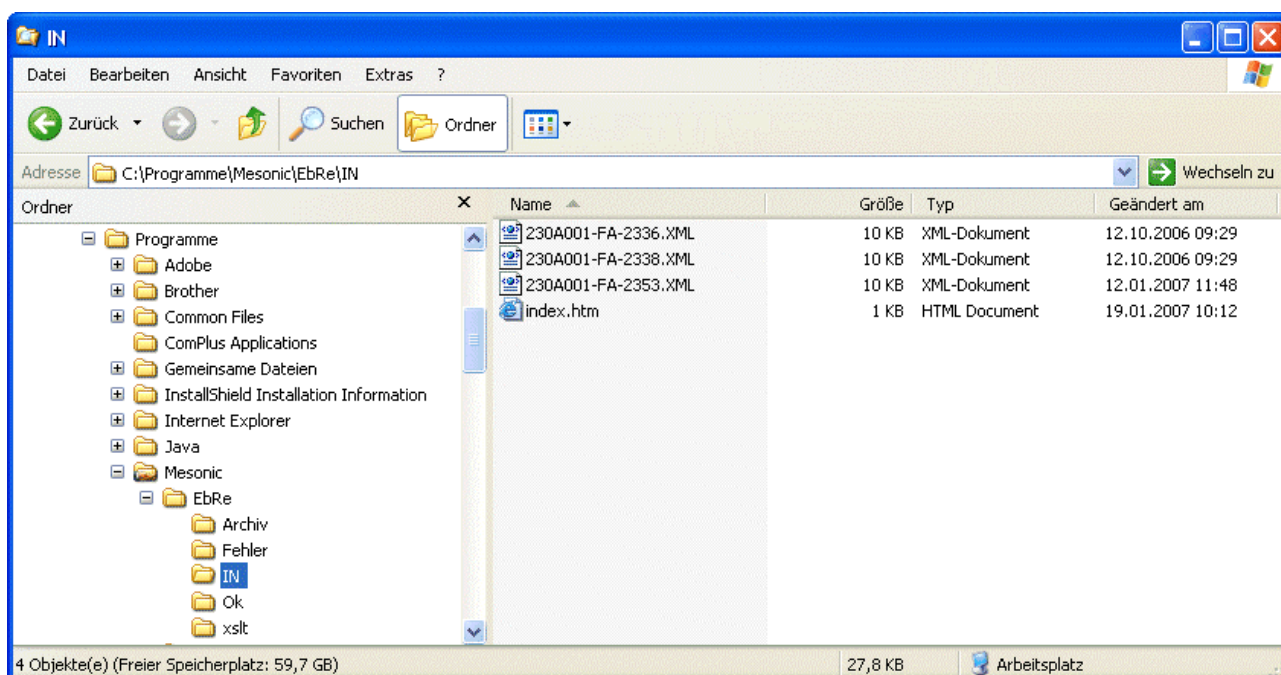 IN
Datei Bearbeiten Ansicht Favoriten Extras ?
Zurück Suchen Ordner
Adresse C:\Programme\Mesonic\EbRe\IN Wechseln zu
Ordner Name Größe Typ Geändert am
Programme
Adobe
Brother
Common Files
ComPlus Applications
Gemeinsame Dateien
InstallShield Installation Information
Internet Explorer
Java
Mesonic
EbRe
Archiv
Fehler
IN
Ok
xslt
230A001-FA-2336.XML 10 KB XML-Dokument 12.10.2006 09:29
230A001-FA-2338.XML 10 KB XML-Dokument 12.10.2006 09:29
230A001-FA-2353.XML 10 KB XML-Dokument 12.01.2007 11:48
index.htm 1 KB HTML Document 19.01.2007 10:12
4 Objekte(e) (Freier Speicherplatz: 59,7 GB) 27,8 KB Arbeitsplatz